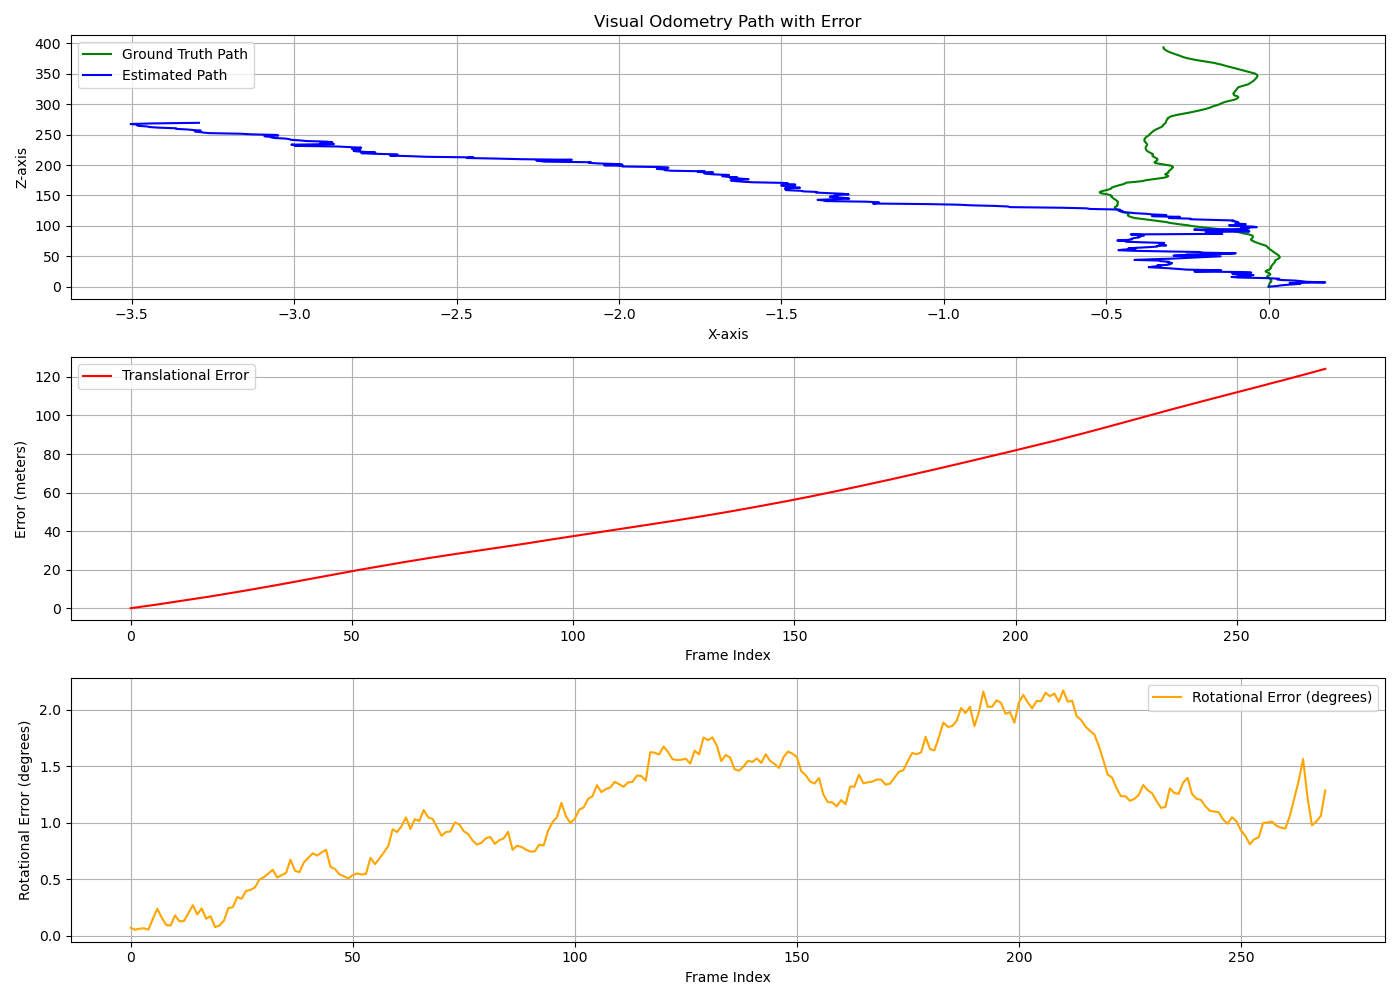 Visual Odometry Path with Error
Ground Truth Path
Estimated Path
400
350
300
250
200
150
100
50
0
Z-axis
−3.5 −3.0 −2.5 −2.0 −1.5 −1.0 −0.5 0.0
X-axis
Translational Error
120
100
80
60
40
20
0
Error (meters)
0 50 100 150 200 250
Frame Index
Rotational Error (degrees)
2.0
1.5
1.0
0.5
0.0
Rotational Error (degrees)
0 50 100 150 200 250
Frame Index